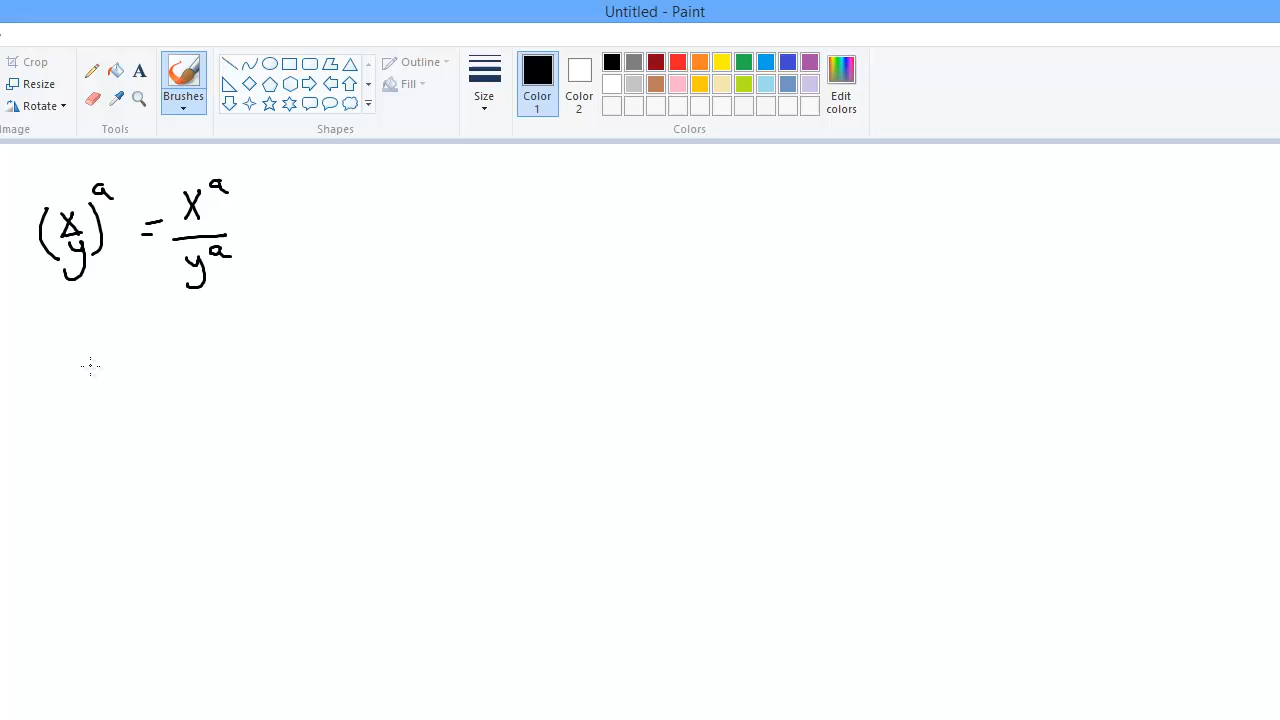 Untitled - Paint
Crop
Resize
Rotate
Image
Tools
A
Brushes
Outline
Fill
Shapes
Size
Color 1
Color 2
Edit colors
Colors
(x/y)^a = x^a/y^a